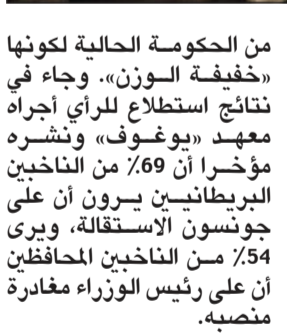 من الحكومة الحالية لكونها
«خفيفة الوزن». وجاء في
نتائج استطلاع للرأي أجراه
معهد «يوغوف» ونشره
مؤخرا أن 69٪ من الناخبين
البريطانيين يرون أن على
جونسون الاستقالة، ويرى
54٪ من الناخبين المحافظين
أن على رئيس الوزراء مغادرة
منصبه.